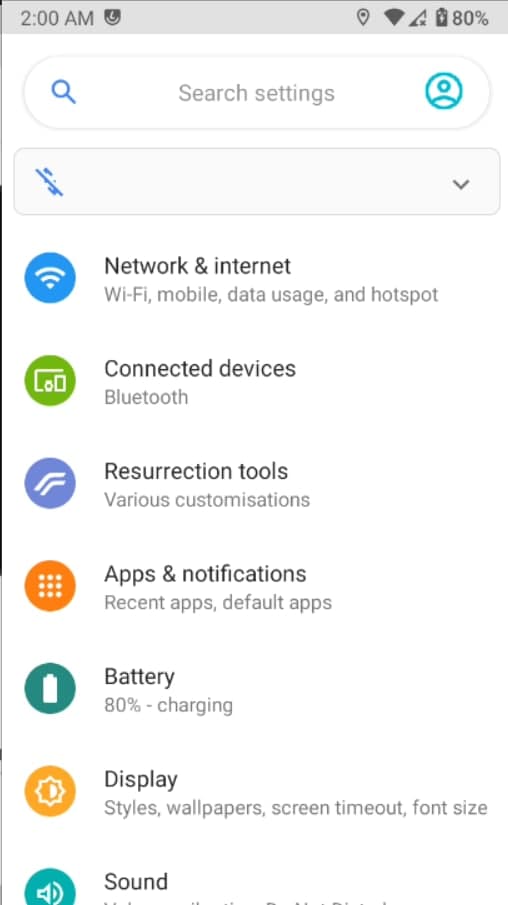 2:00 AM 80%
Search settings
Network & internet
Wi-Fi, mobile, data usage, and hotspot
Connected devices
Bluetooth
Resurrection tools
Various customisations
Apps & notifications
Recent apps, default apps
Battery
80% - charging
Display
Styles, wallpapers, screen timeout, font size
Sound